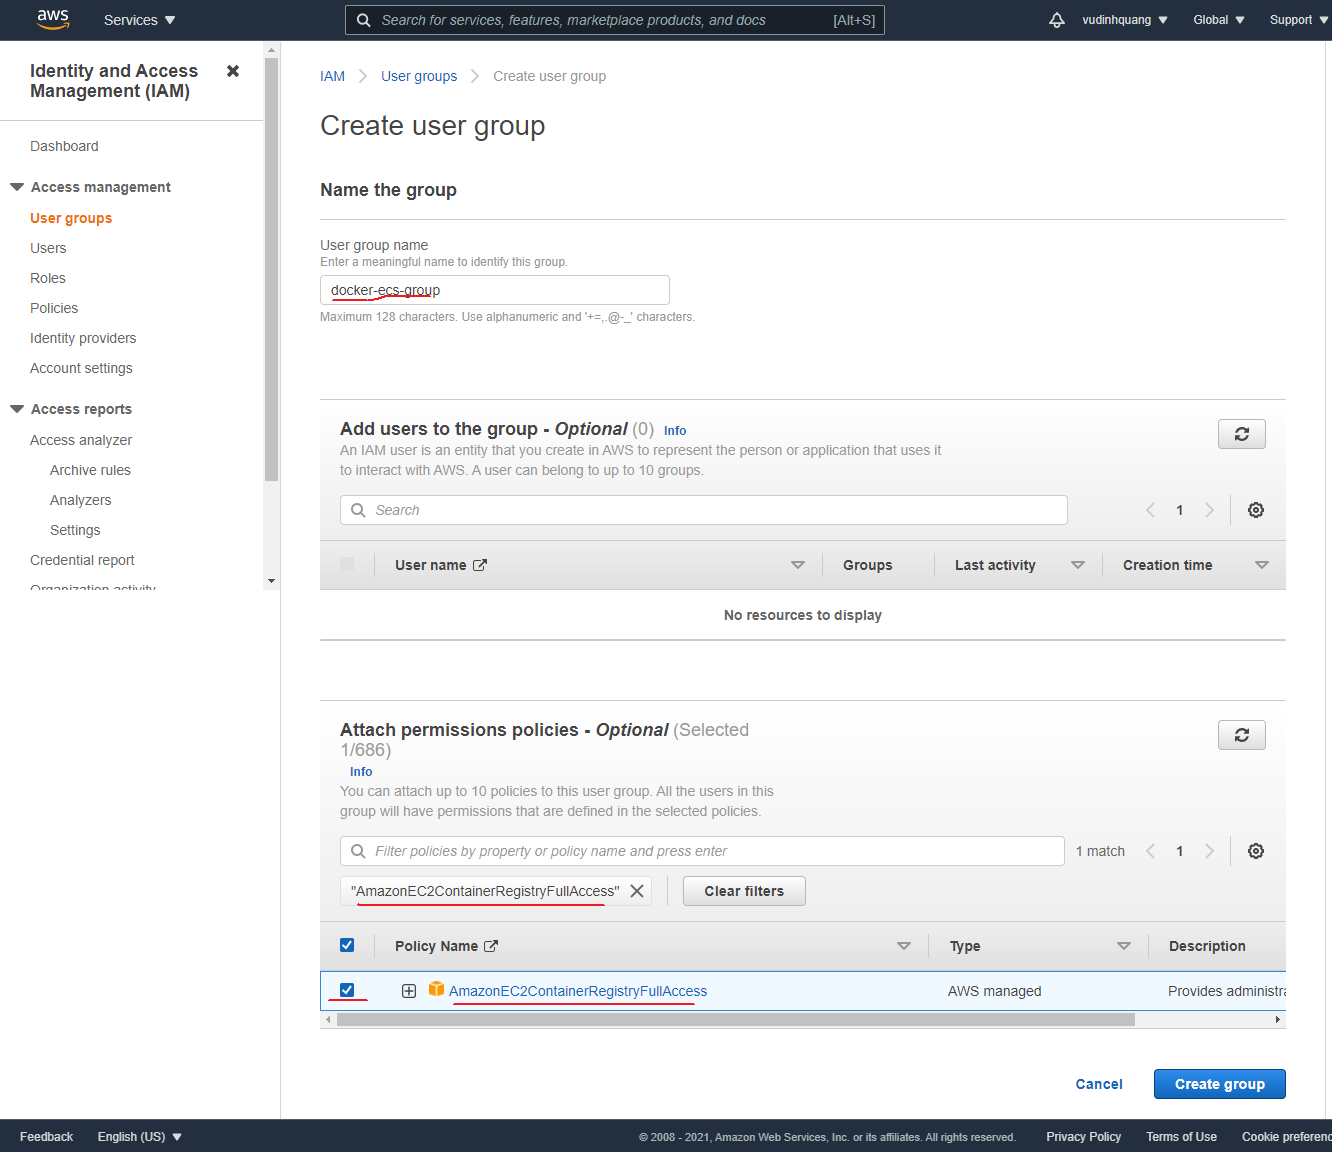 aws
Services
Search for services, features, marketplace products, and docs [Alt+S]
vudinhquang
Global
Support
Identity and Access
Management (IAM)
Dashboard
Access management
User groups
Users
Roles
Policies
Identity providers
Account settings
Access reports
Access analyzer
Archive rules
Analyzers
Settings
Credential report
Organization activity
IAM
User groups
Create user group
Create user group
Name the group
User group name
Enter a meaningful name to identify this group.
docker-ecs-group
Maximum 128 characters. Use alphanumeric and '+=,.@-_' characters.
Add users to the group - Optional (0) Info
An IAM user is an entity that you create in AWS to represent the person or application that uses it
to interact with AWS. A user can belong to up to 10 groups.
Search
1
User name
Groups
Last activity
Creation time
No resources to display
Attach permissions policies - Optional (Selected
1/686)
Info
You can attach up to 10 policies to this user group. All the users in this
group will have permissions that are defined in the selected policies.
Filter policies by property or policy name and press enter
1 match
1
"AmazonEC2ContainerRegistryFullAccess"
Clear filters
Policy Name
Type
Description
AmazonEC2ContainerRegistryFullAccess
AWS managed
Provides administra
Cancel
Create group
Feedback
English (US)
© 2008 - 2021, Amazon Web Services, Inc. or its affiliates. All rights reserved.
Privacy Policy
Terms of Use
Cookie preferenc